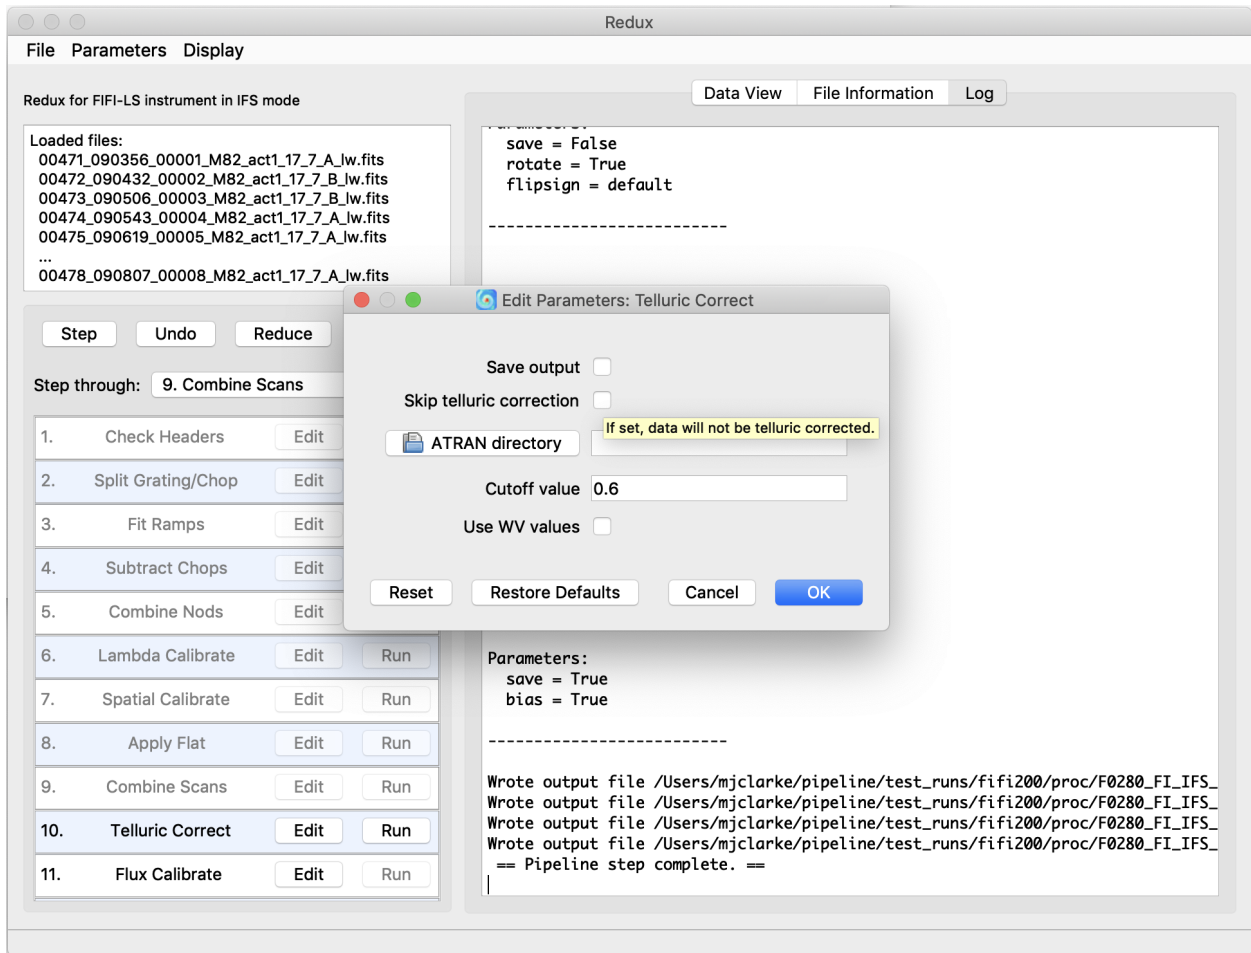 Redux
File Parameters Display
Redux for FIFI-LS instrument in IFS mode
Loaded files:
00471_090356_00001_M82_act1_17_7_A_lw.fits
00472_090432_00002_M82_act1_17_7_B_lw.fits
00473_090506_00003_M82_act1_17_7_B_lw.fits
00474_090543_00004_M82_act1_17_7_A_lw.fits
00475_090619_00005_M82_act1_17_7_A_lw.fits
...
00478_090807_00008_M82_act1_17_7_A_lw.fits
Step Undo Reduce
Step through: 9. Combine Scans
1. Check Headers Edit
2. Split Grating/Chop Edit
3. Fit Ramps Edit
4. Subtract Chops Edit
5. Combine Nods Edit
6. Lambda Calibrate Edit Run
7. Spatial Calibrate Edit Run
8. Apply Flat Edit Run
9. Combine Scans Edit Run
10. Telluric Correct Edit Run
11. Flux Calibrate Edit Run
Data View File Information Log
Parameters:
save = False
rotate = True
flipsign = default
--------------------------
Edit Parameters: Telluric Correct
Save output
Skip telluric correction
If set, data will not be telluric corrected.
ATRAN directory
Cutoff value 0.6
Use WV values
Reset Restore Defaults Cancel OK
Parameters:
save = True
bias = True
--------------------------
Wrote output file /Users/mjclarke/pipeline/test_runs/fifi200/proc/F0280_FI_IFS_
Wrote output file /Users/mjclarke/pipeline/test_runs/fifi200/proc/F0280_FI_IFS_
Wrote output file /Users/mjclarke/pipeline/test_runs/fifi200/proc/F0280_FI_IFS_
Wrote output file /Users/mjclarke/pipeline/test_runs/fifi200/proc/F0280_FI_IFS_
== Pipeline step complete. ==